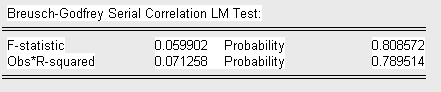 Breusch-Godfrey Serial Correlation LM Test:
F-statistic 0.059902 Probability 0.808572
Obs*R-squared 0.071258 Probability 0.789514